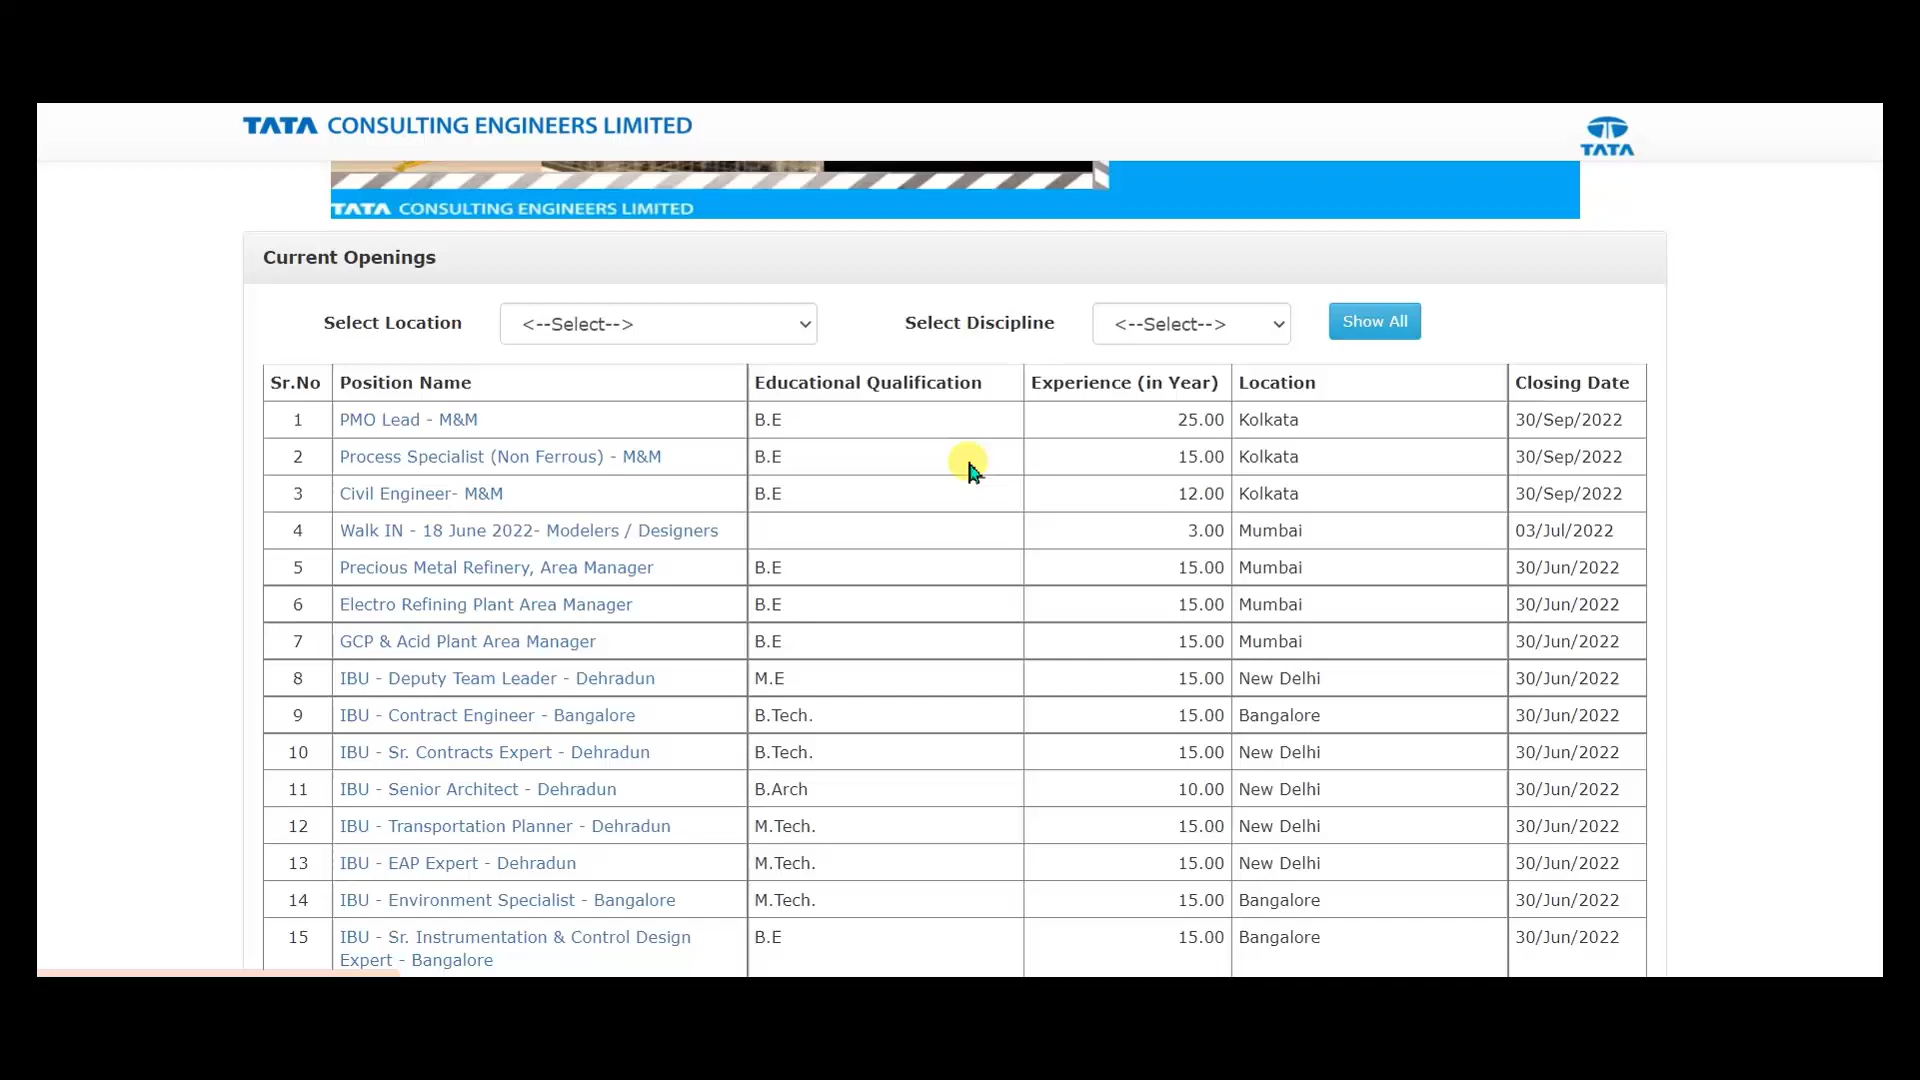 TATA CONSULTING ENGINEERS LIMITED
TATA
TATA CONSULTING ENGINEERS LIMITED
Current Openings
Select Location <--Select--> Select Discipline <--Select--> Show All
Sr.No Position Name Educational Qualification Experience (in Year) Location Closing Date
1 PMO Lead - M&M B.E 25.00 Kolkata 30/Sep/2022
2 Process Specialist (Non Ferrous) - M&M B.E 15.00 Kolkata 30/Sep/2022
3 Civil Engineer- M&M B.E 12.00 Kolkata 30/Sep/2022
4 Walk IN - 18 June 2022- Modelers / Designers 3.00 Mumbai 03/Jul/2022
5 Precious Metal Refinery, Area Manager B.E 15.00 Mumbai 30/Jun/2022
6 Electro Refining Plant Area Manager B.E 15.00 Mumbai 30/Jun/2022
7 GCP & Acid Plant Area Manager B.E 15.00 Mumbai 30/Jun/2022
8 IBU - Deputy Team Leader - Dehradun M.E 15.00 New Delhi 30/Jun/2022
9 IBU - Contract Engineer - Bangalore B.Tech. 15.00 Bangalore 30/Jun/2022
10 IBU - Sr. Contracts Expert - Dehradun B.Tech. 15.00 New Delhi 30/Jun/2022
11 IBU - Senior Architect - Dehradun B.Arch 10.00 New Delhi 30/Jun/2022
12 IBU - Transportation Planner - Dehradun M.Tech. 15.00 New Delhi 30/Jun/2022
13 IBU - EAP Expert - Dehradun M.Tech. 15.00 New Delhi 30/Jun/2022
14 IBU - Environment Specialist - Bangalore M.Tech. 15.00 Bangalore 30/Jun/2022
15 IBU - Sr. Instrumentation & Control Design B.E 15.00 Bangalore 30/Jun/2022
Expert - Bangalore